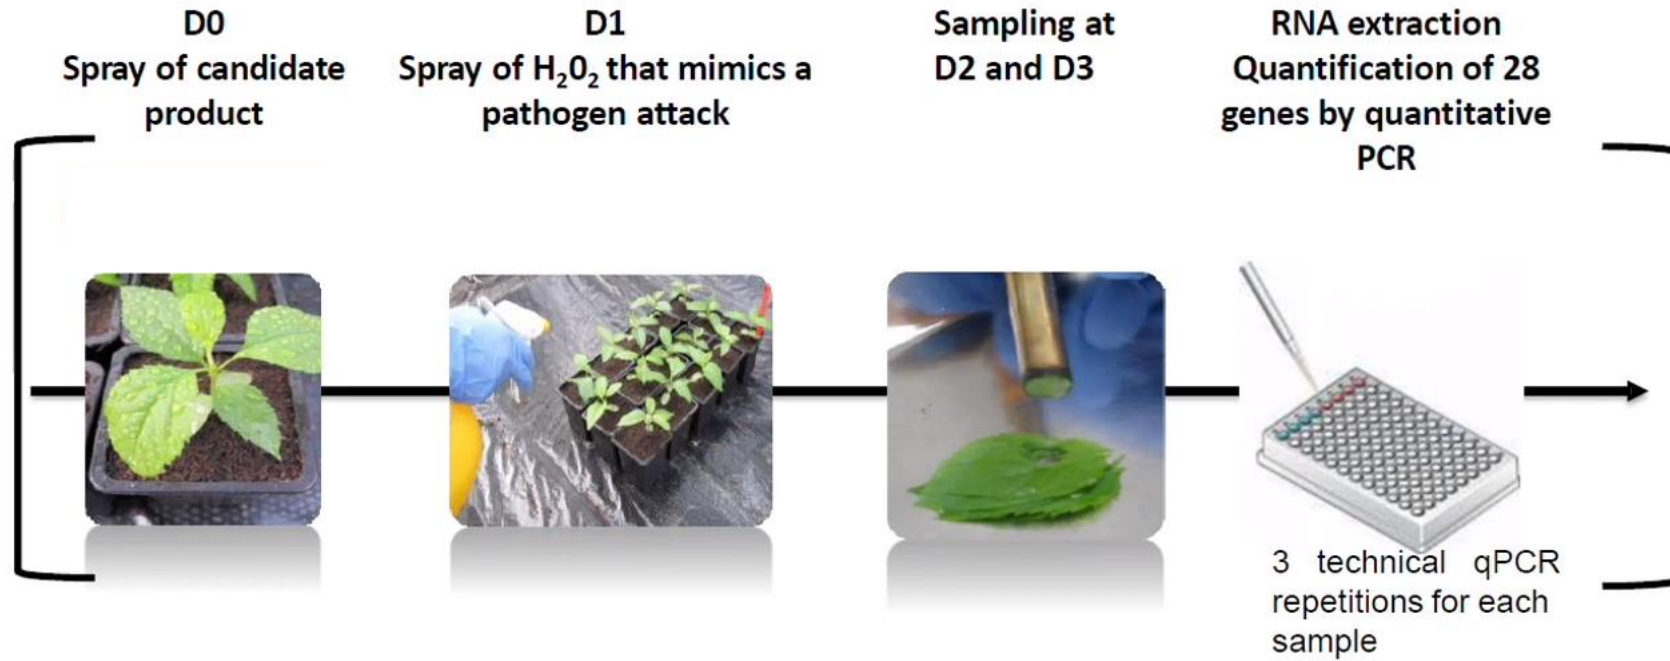 D0
Spray of candidate
product
D1
Spray of H₂0₂ that mimics a
pathogen attack
Sampling at
D2 and D3
RNA extraction
Quantification of 28
genes by quantitative
PCR
3 technical qPCR
repetitions for each
sample